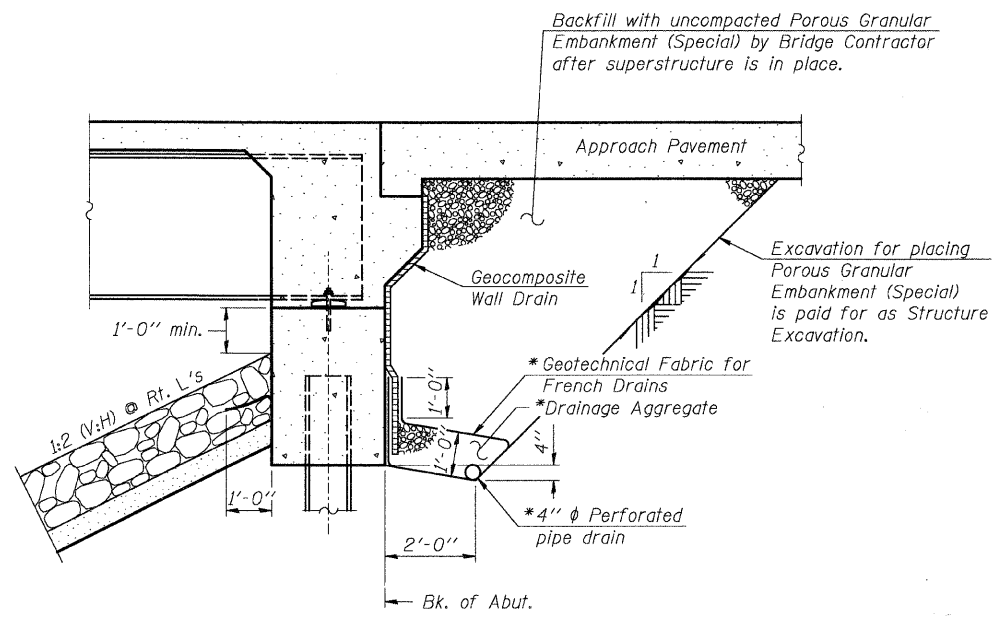 Backfill with uncompacted Porous Granular
Embankment (Special) by Bridge Contractor
after superstructure is in place.
Approach Pavement
Geocomposite
Wall Drain
1
1
Excavation for placing
Porous Granular
Embankment (Special)
is paid for as Structure
Excavation.
1'-0" min.
*Geotechnical Fabric for
French Drains
*Drainage Aggregate
1:2 (V:H) @ Rt. L's
1'-0"
1'-0"
4"
1'-0"
*4" ϕ Perforated
pipe drain
2'-0"
Bk. of Abut.